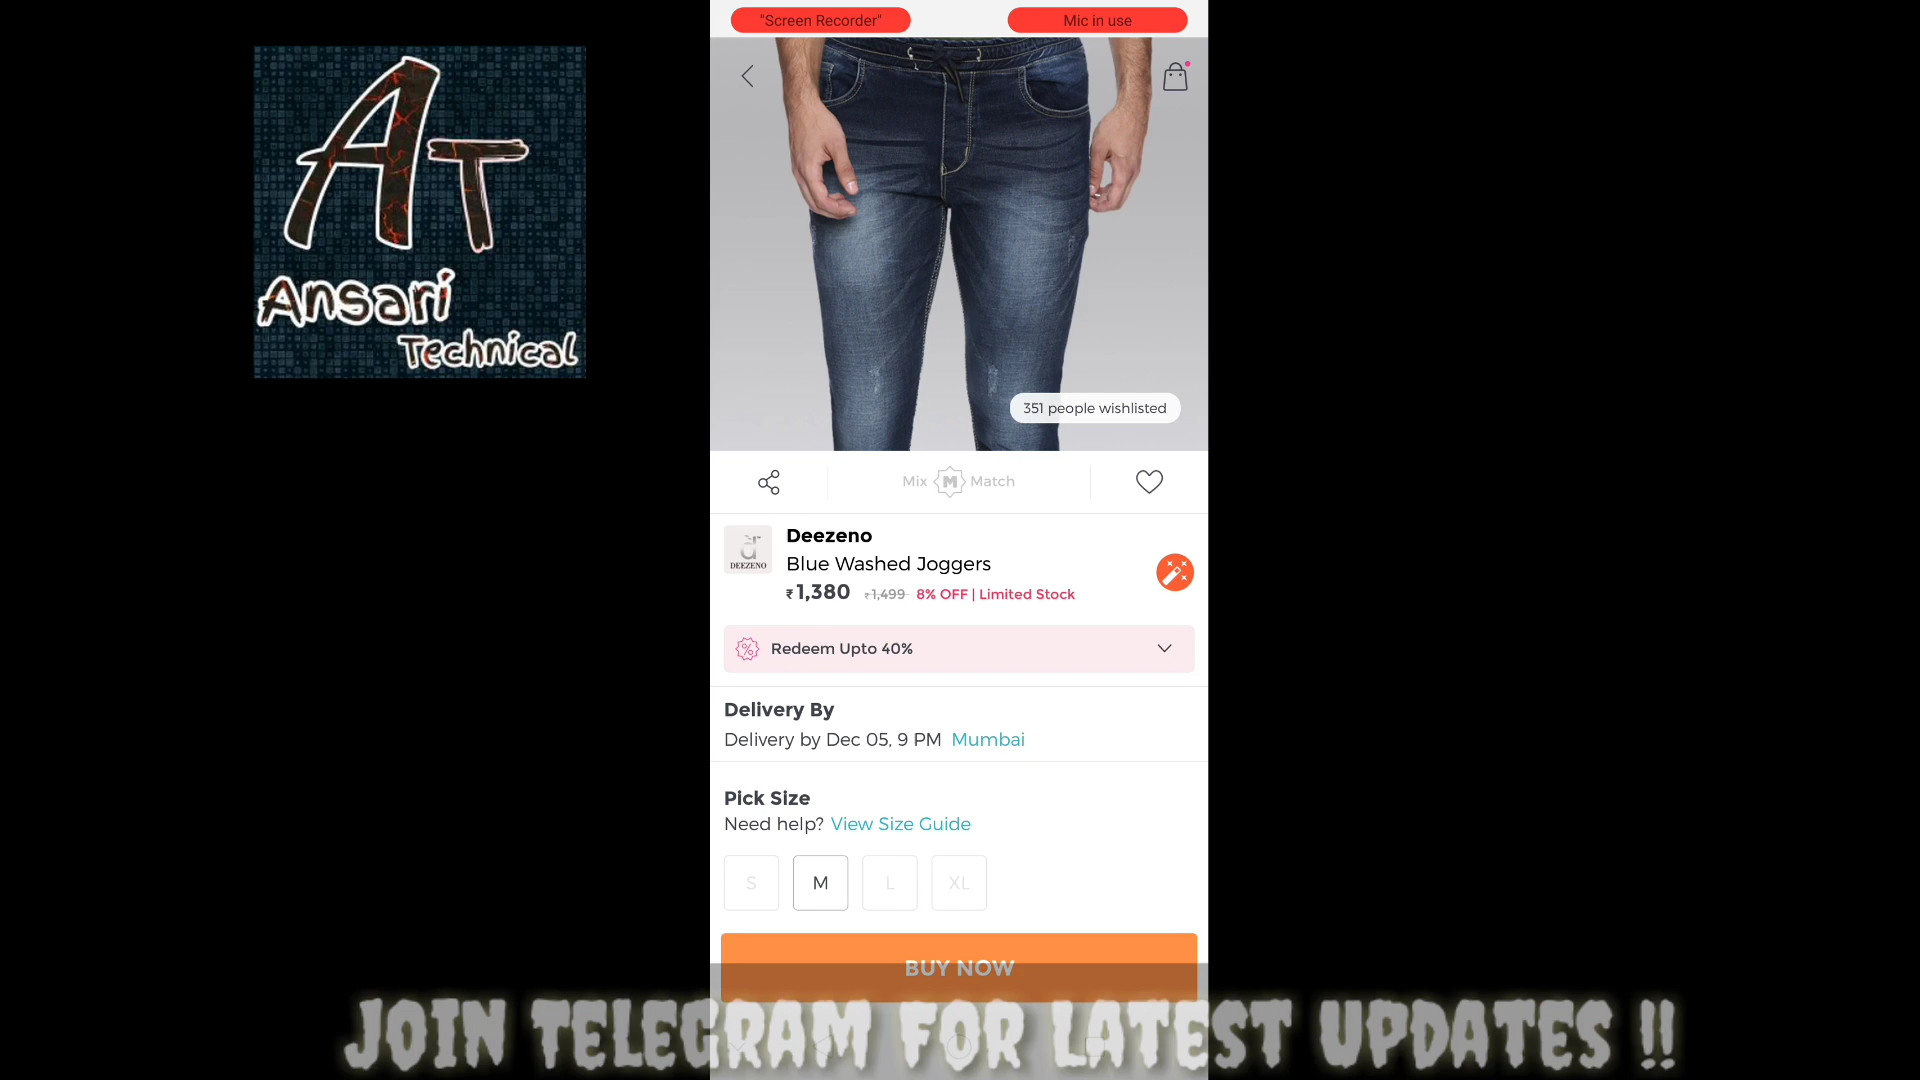 "Screen Recorder" Mic in use
AT
Ansari
Technical
351 people wishlisted
Mix M Match
DEEZENO
Deezeno
Blue Washed Joggers
₹1,380 ₹1,499 8% OFF | Limited Stock
% Redeem Upto 40%
Delivery By
Delivery by Dec 05, 9 PM Mumbai
Pick Size
Need help? View Size Guide
S M L XL
BUY NOW
JOIN TELEGRAM FOR LATEST UPDATES !!